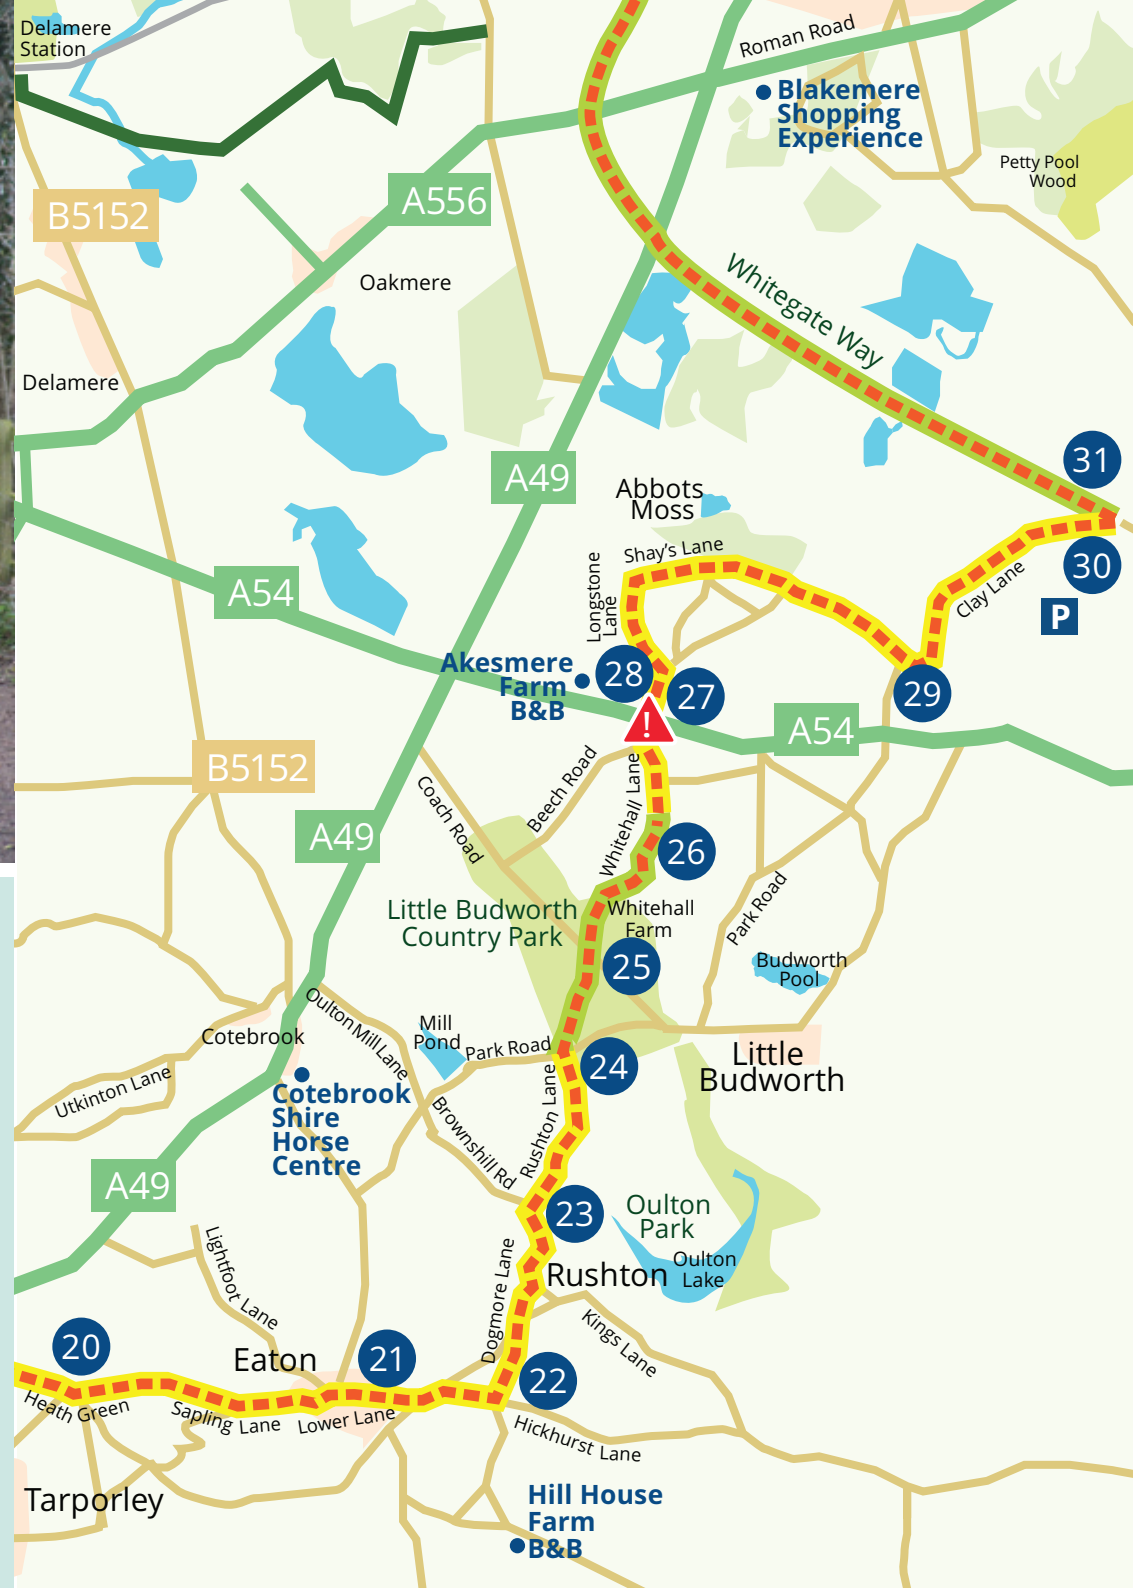 Delamere
Station
Roman Road
Blakemere
Shopping
Experience
Petty Pool
Wood
B5152
A556
Oakmere
Whitegate Way
Delamere
31
A49
Abbots
Moss
Shay's Lane
Longstone
Lane
Clay Lane
30
P
A54
Akesmere
Farm
B&B
28
27
29
!
A54
B5152
Beech Road
Whitehall Lane
Coach Road
A49
26
Little Budworth
Country Park
Whitehall
Farm
Park Road
25
Budworth
Pool
Oulton Mill Lane
Cotebrook
Mill
Pond
Park Road
Little
Budworth
24
Utkinton Lane
Cotebrook
Shire
Horse
Centre
Rushton Lane
Brownshill Rd
A49
23
Oulton
Park
Oulton
Lake
Rushton
Lightfoot Lane
Dogmore Lane
Kings Lane
20
Eaton
21
22
Heath Green
Sapling Lane
Lower Lane
Hickhurst Lane
Tarporley
Hill House
Farm
B&B